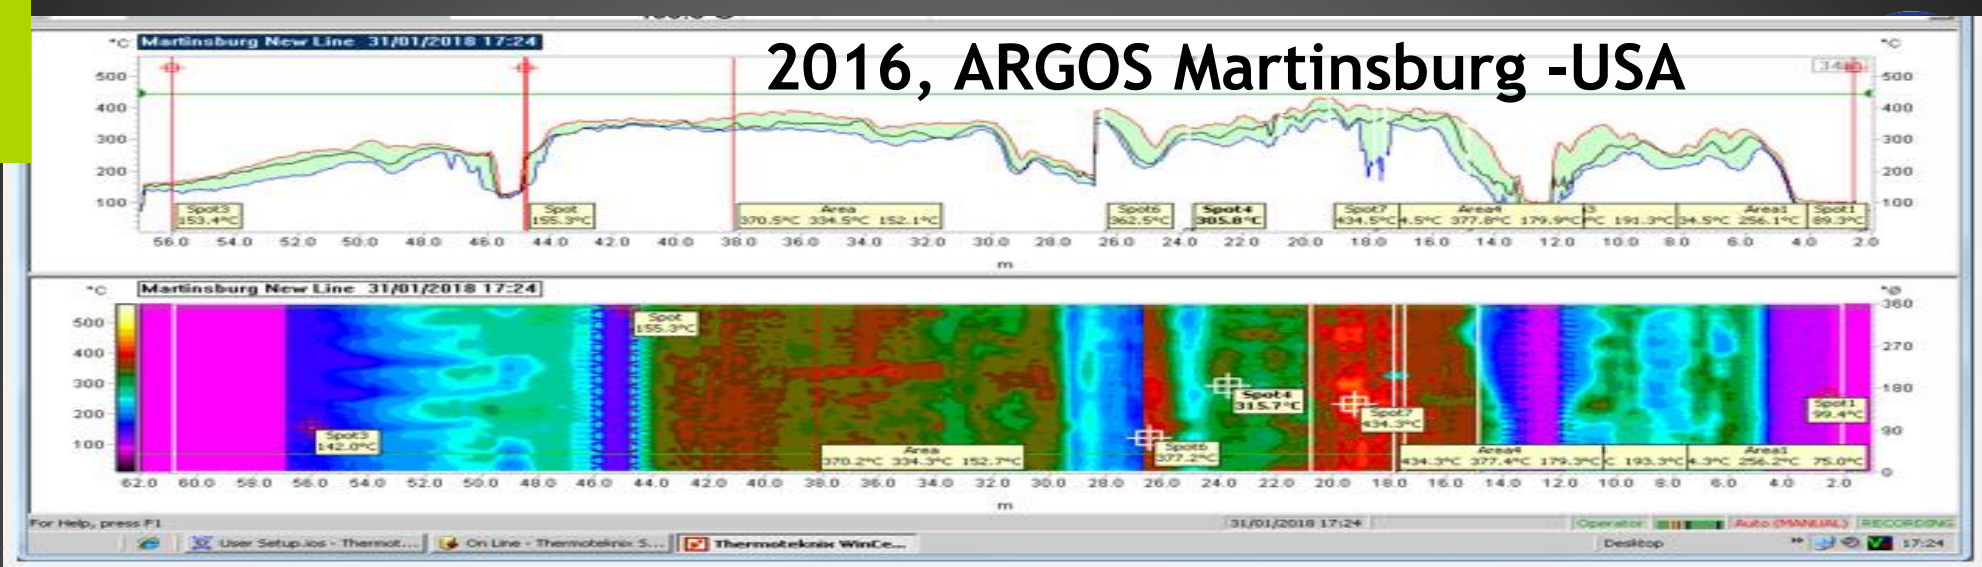 2016, ARGOS Martinsburg -USA
°C Martinsburg New Line 31/01/2018 17:24 °C
500 500
400 400
300 300
200 200
100 100
Spot3 Spot Area Spot6 Spot4 Spot7 Area4 Area1 Spot1
153.4°C 155.3°C 370.5°C 334.5°C 152.1°C 362.5°C 305.8°C 434.5°C 4.5°C 377.8°C 179.9°C °C 191.3°C 34.5°C 256.1°C 89.3°C
56.0 54.0 52.0 50.0 48.0 46.0 44.0 42.0 40.0 38.0 36.0 34.0 32.0 30.0 28.0 26.0 24.0 22.0 20.0 18.0 16.0 14.0 12.0 10.0 8.0 6.0 4.0 2.0
m
°C Martinsburg New Line 31/01/2018 17:24
500 400 300 200 100
360 270 180 90 0
Spot
155.3°C
Spot4
315.7°C
Spot7
434.3°C
Spot1
99.4°C
Spot3
142.0°C
Spot6
377.2°C
Area
370.2°C 334.3°C 152.7°C
Area4 Area1
434.3°C 377.4°C 179.3°C C 193.3°C 4.3°C 256.2°C 75.0°C
62.0 60.0 58.0 56.0 54.0 52.0 50.0 48.0 46.0 44.0 42.0 40.0 38.0 36.0 34.0 32.0 30.0 28.0 26.0 24.0 22.0 20.0 18.0 16.0 14.0 12.0 10.0 8.0 6.0 4.0 2.0
m
For Help, press F1 31/01/2018 17:24 Operator Auto (MANUAL) RECORDING
User Setup.ios - Thermot... On Line - Thermoteknix S... Thermoteknix WinCe... Desktop 17:24